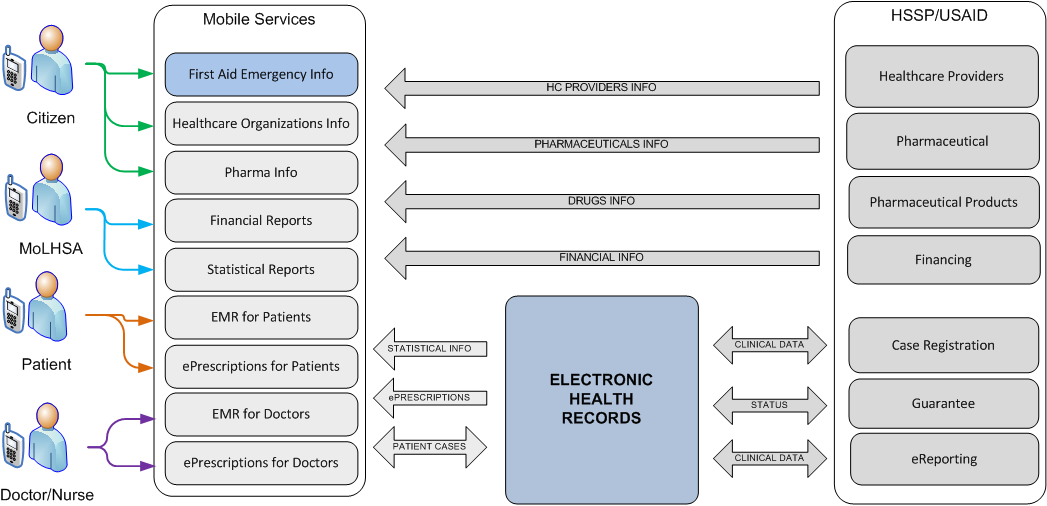 Mobile Services
HSSP/USAID
Citizen
MoLHSA
Patient
Doctor/Nurse
First Aid Emergency Info
Healthcare Organizations Info
Pharma Info
Financial Reports
Statistical Reports
EMR for Patients
ePrescriptions for Patients
EMR for Doctors
ePrescriptions for Doctors
HC PROVIDERS INFO
PHARMACEUTICALS INFO
DRUGS INFO
FINANCIAL INFO
STATISTICAL INFO
ePRESCRIPTIONS
PATIENT CASES
ELECTRONIC
HEALTH
RECORDS
CLINICAL DATA
STATUS
CLINICAL DATA
Healthcare Providers
Pharmaceutical
Pharmaceutical Products
Financing
Case Registration
Guarantee
eReporting